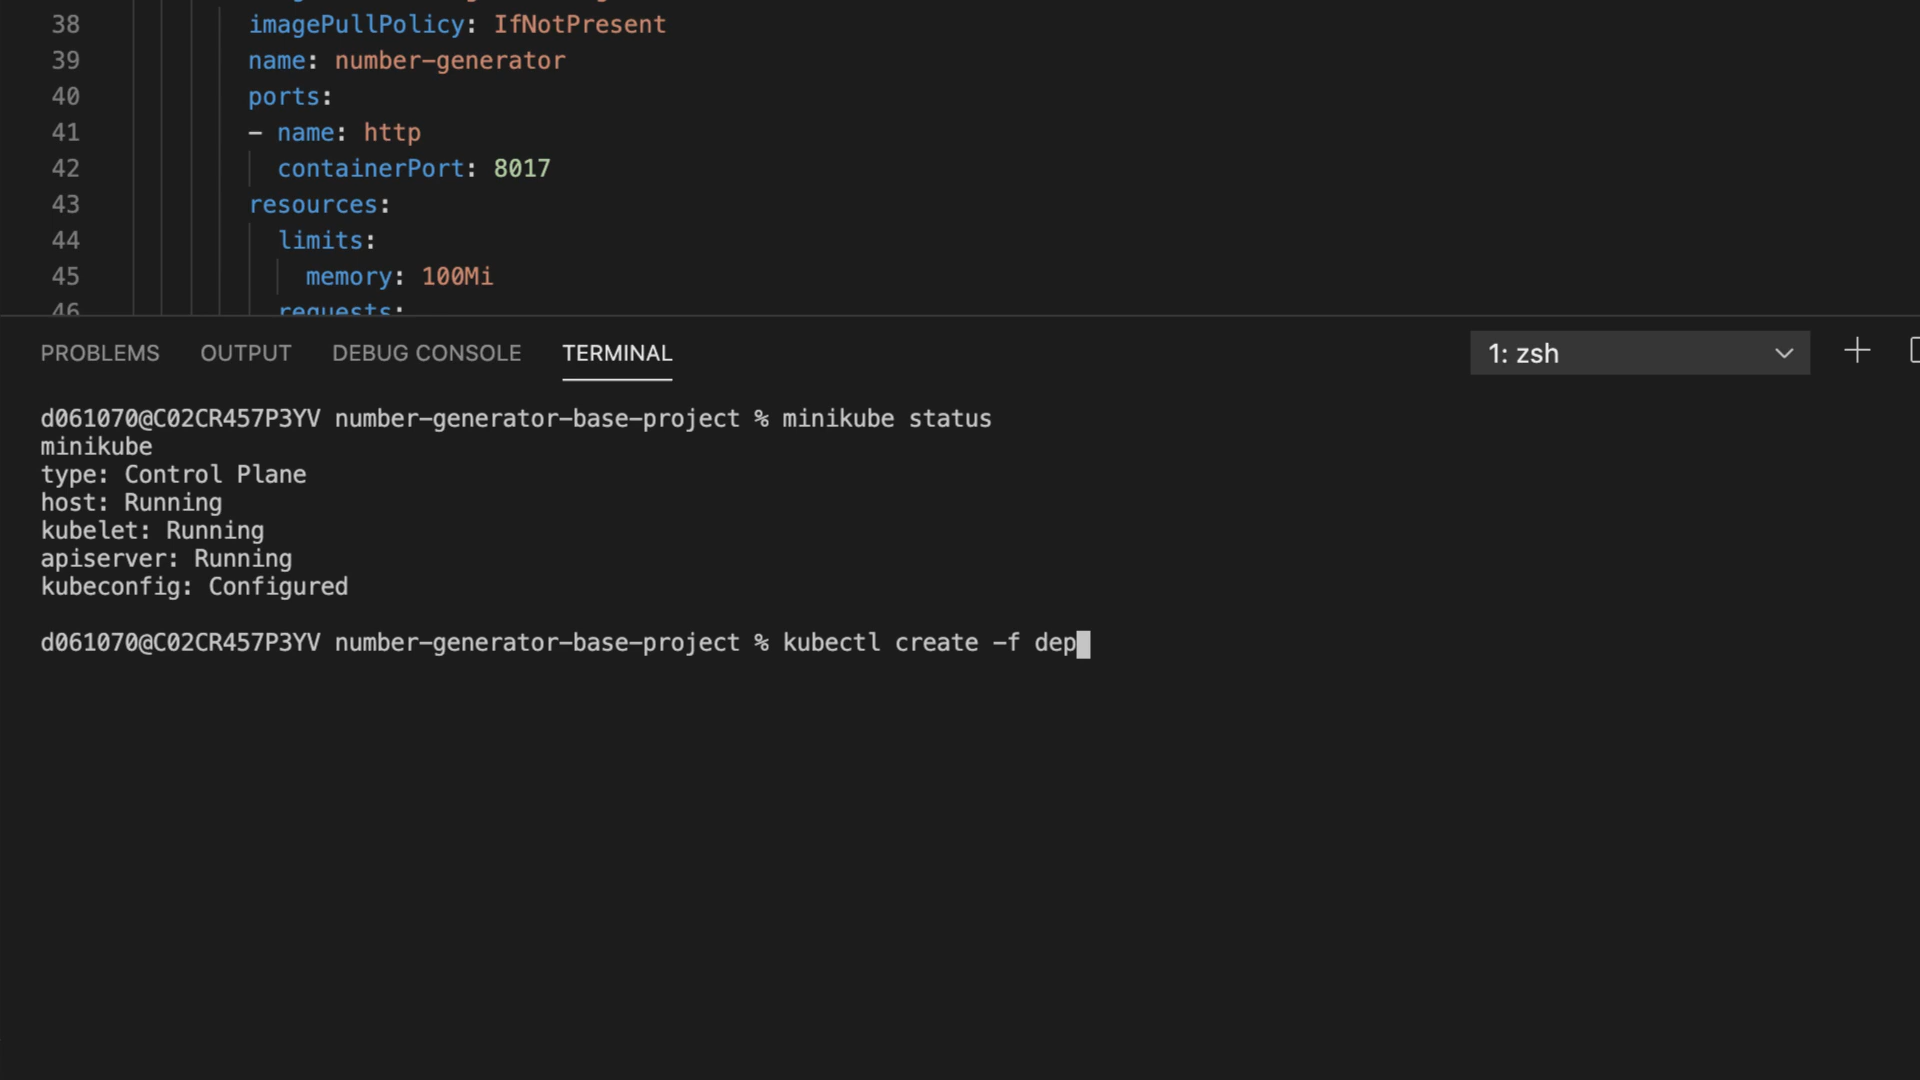 38 imagePullPolicy: IfNotPresent
39 name: number-generator
40 ports:
41 - name: http
42 containerPort: 8017
43 resources:
44 limits:
45 memory: 100Mi
46 requests:
PROBLEMS OUTPUT DEBUG CONSOLE TERMINAL 1: zsh
d061070@C02CR457P3YV number-generator-base-project % minikube status
minikube
type: Control Plane
host: Running
kubelet: Running
apiserver: Running
kubeconfig: Configured
d061070@C02CR457P3YV number-generator-base-project % kubectl create -f dep